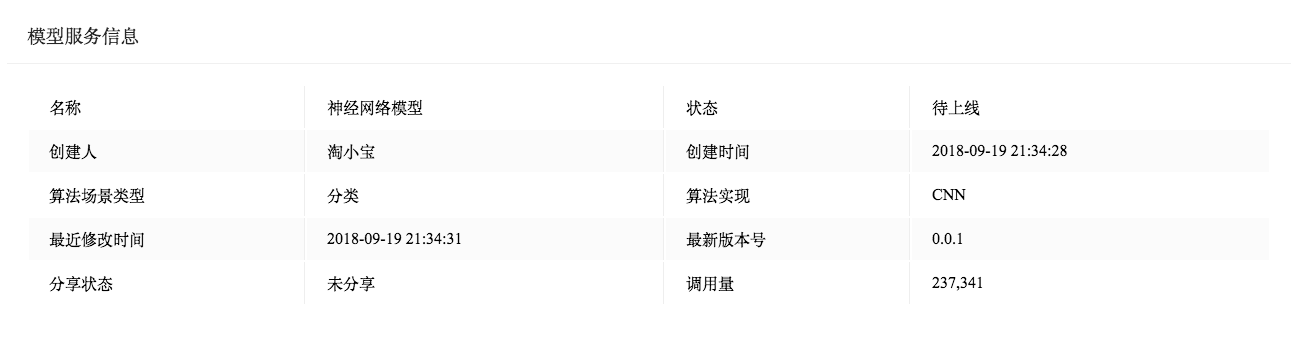 模型服务信息
名称 神经网络模型 状态 待上线
创建人 淘小宝 创建时间 2018-09-19 21:34:28
算法场景类型 分类 算法实现 CNN
最近修改时间 2018-09-19 21:34:31 最新版本号 0.0.1
分享状态 未分享 调用量 237,341